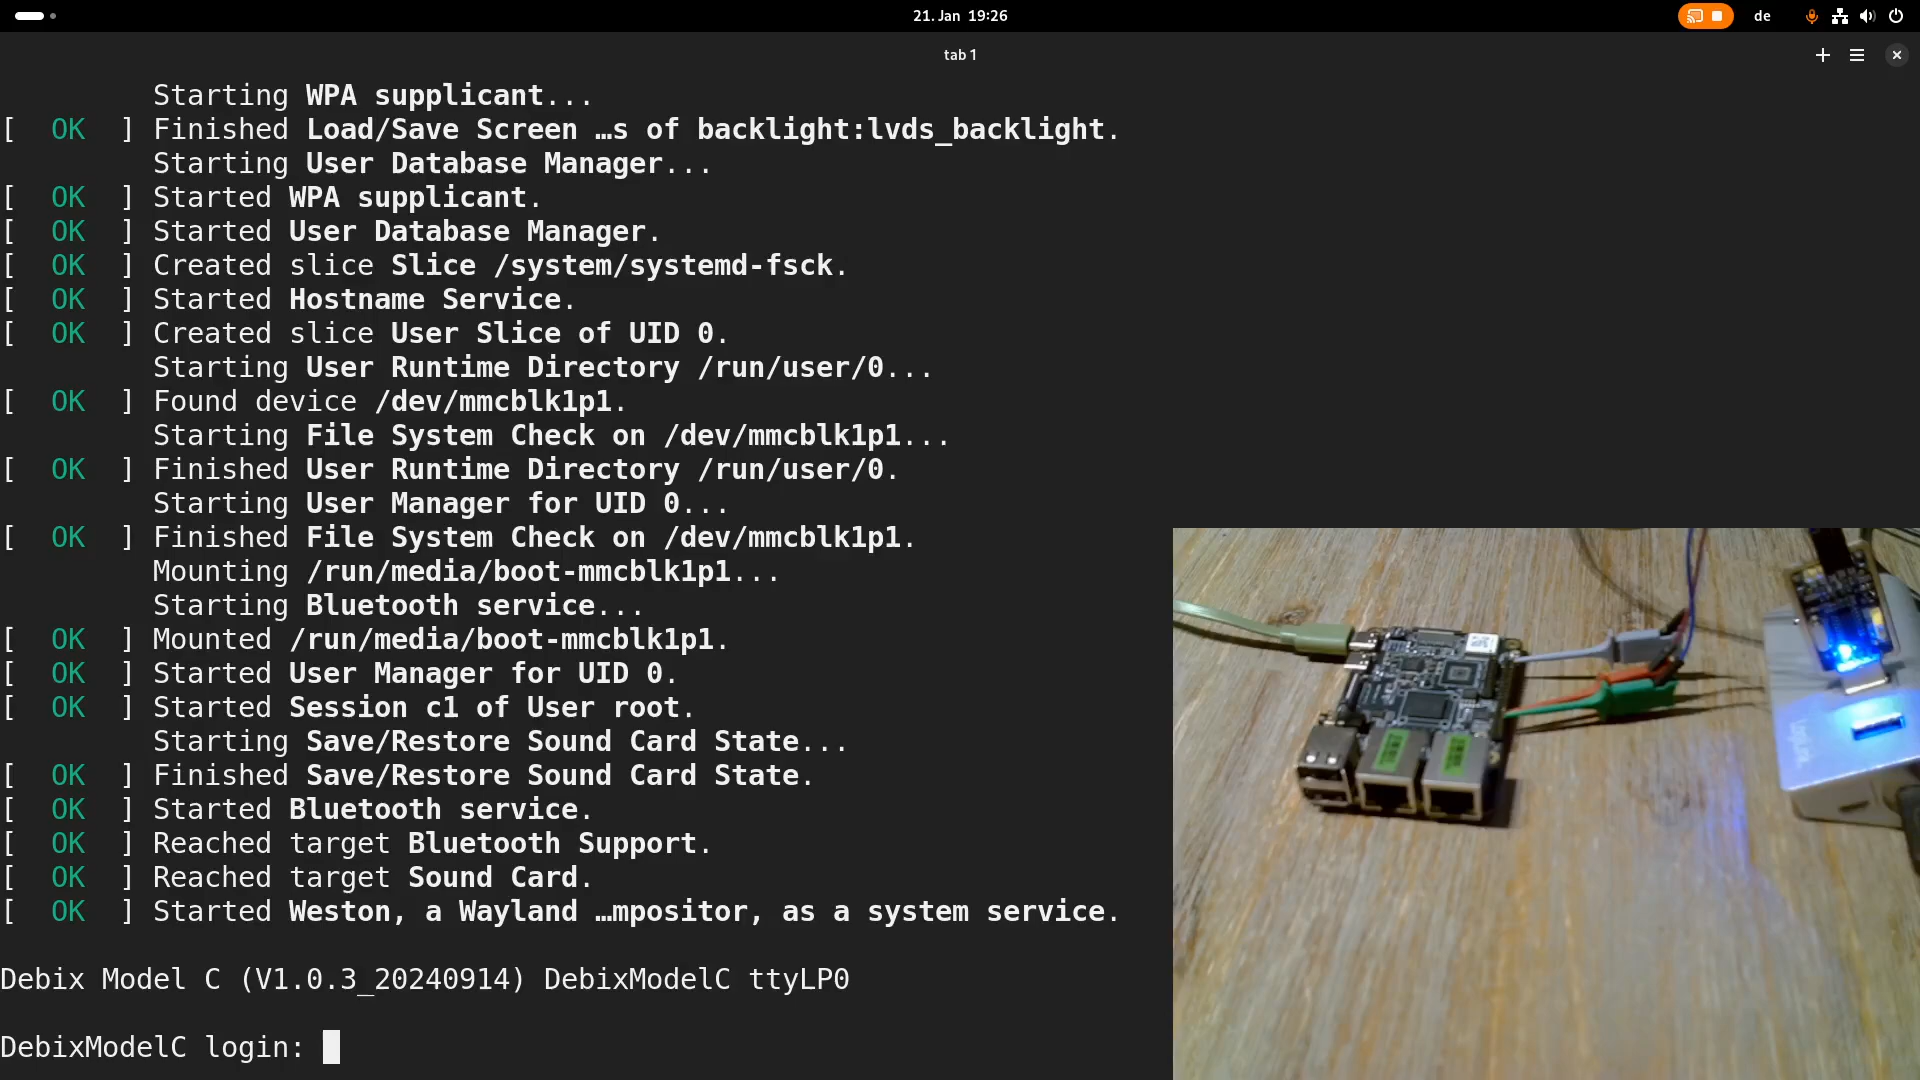 21. Jan 19:26
de
tab 1
Starting WPA supplicant...
[ OK ] Finished Load/Save Screen …s of backlight:lvds_backlight.
Starting User Database Manager...
[ OK ] Started WPA supplicant.
[ OK ] Started User Database Manager.
[ OK ] Created slice Slice /system/systemd-fsck.
[ OK ] Started Hostname Service.
[ OK ] Created slice User Slice of UID 0.
Starting User Runtime Directory /run/user/0...
[ OK ] Found device /dev/mmcblk1p1.
Starting File System Check on /dev/mmcblk1p1...
[ OK ] Finished User Runtime Directory /run/user/0.
Starting User Manager for UID 0...
[ OK ] Finished File System Check on /dev/mmcblk1p1.
Mounting /run/media/boot-mmcblk1p1...
Starting Bluetooth service...
[ OK ] Mounted /run/media/boot-mmcblk1p1.
[ OK ] Started User Manager for UID 0.
[ OK ] Started Session c1 of User root.
Starting Save/Restore Sound Card State...
[ OK ] Finished Save/Restore Sound Card State.
[ OK ] Started Bluetooth service.
[ OK ] Reached target Bluetooth Support.
[ OK ] Reached target Sound Card.
[ OK ] Started Weston, a Wayland …mpositor, as a system service.
Debix Model C (V1.0.3_20240914) DebixModelC ttyLP0
DebixModelC login: